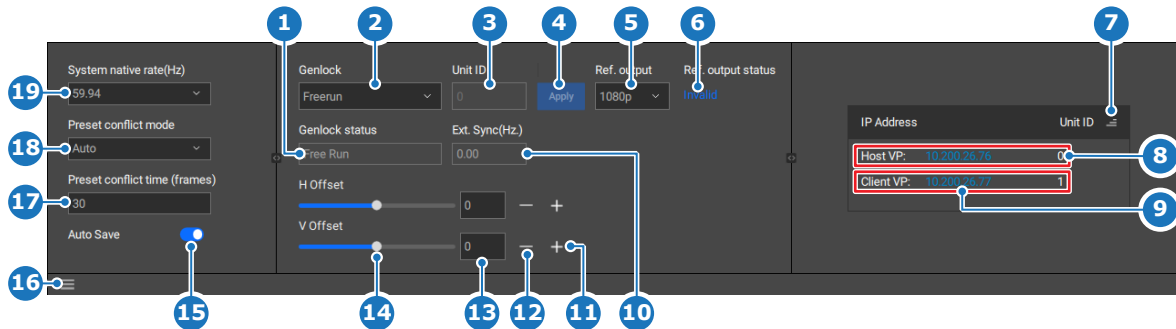 1 2 3 4 5 6 7
System native rate(Hz) Genlock Unit ID Ref. output Ref. output status
19 59.94 Freerun 0 Apply 1080p Invalid
IP Address Unit ID
Preset conflict mode Genlock status Ext. Sync(Hz.)
18 Auto Free Run 0.00 Host VP: 10.200.26.76 0 8
Preset conflict time (frames) H Offset Client VP: 10.200.26.77 1
17 30 0 9
Auto Save V Offset
0
16 15 14 13 12 11 10